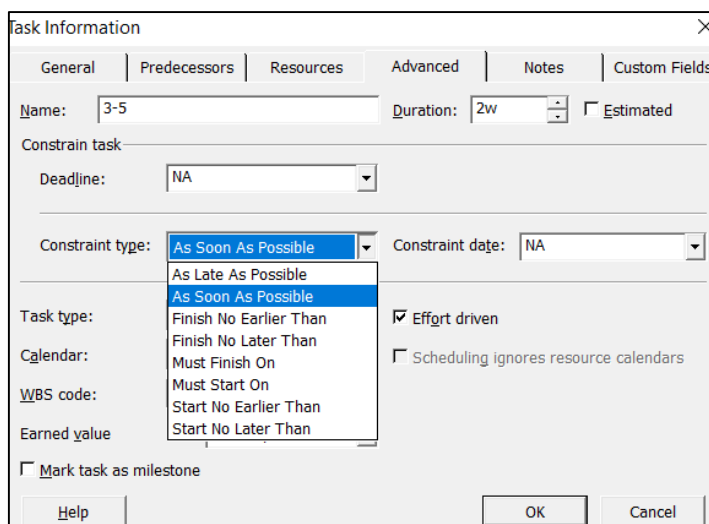 Task Information
General Predecessors Resources Advanced Notes Custom Fields
Name: 3-5 Duration: 2w Estimated
Constrain task
Deadline: NA
Constraint type: As Soon As Possible Constraint date: NA
As Late As Possible
As Soon As Possible
Task type: Finish No Earlier Than Effort driven
Finish No Later Than
Calendar: Must Finish On Scheduling ignores resource calendars
Must Start On
WBS code: Start No Earlier Than
Earned value Start No Later Than
Mark task as milestone
Help OK Cancel